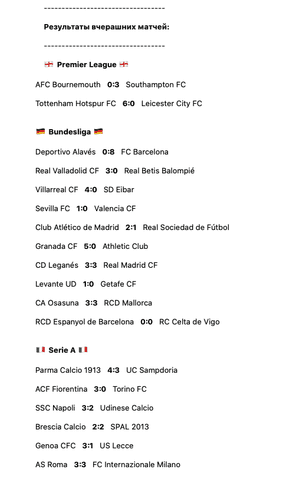 ----------------------------------
Результаты вчерашних матчей:
----------------------------------
Premier League
AFC Bournemouth 0:3 Southampton FC
Tottenham Hotspur FC 6:0 Leicester City FC
Bundesliga
Deportivo Alavés 0:8 FC Barcelona
Real Valladolid CF 3:0 Real Betis Balompié
Villarreal CF 4:0 SD Eibar
Sevilla FC 1:0 Valencia CF
Club Atlético de Madrid 2:1 Real Sociedad de Fútbol
Granada CF 5:0 Athletic Club
CD Leganés 3:3 Real Madrid CF
Levante UD 1:0 Getafe CF
CA Osasuna 3:3 RCD Mallorca
RCD Espanyol de Barcelona 0:0 RC Celta de Vigo
Serie A
Parma Calcio 1913 4:3 UC Sampdoria
ACF Fiorentina 3:0 Torino FC
SSC Napoli 3:2 Udinese Calcio
Brescia Calcio 2:2 SPAL 2013
Genoa CFC 3:1 US Lecce
AS Roma 3:3 FC Internazionale Milano